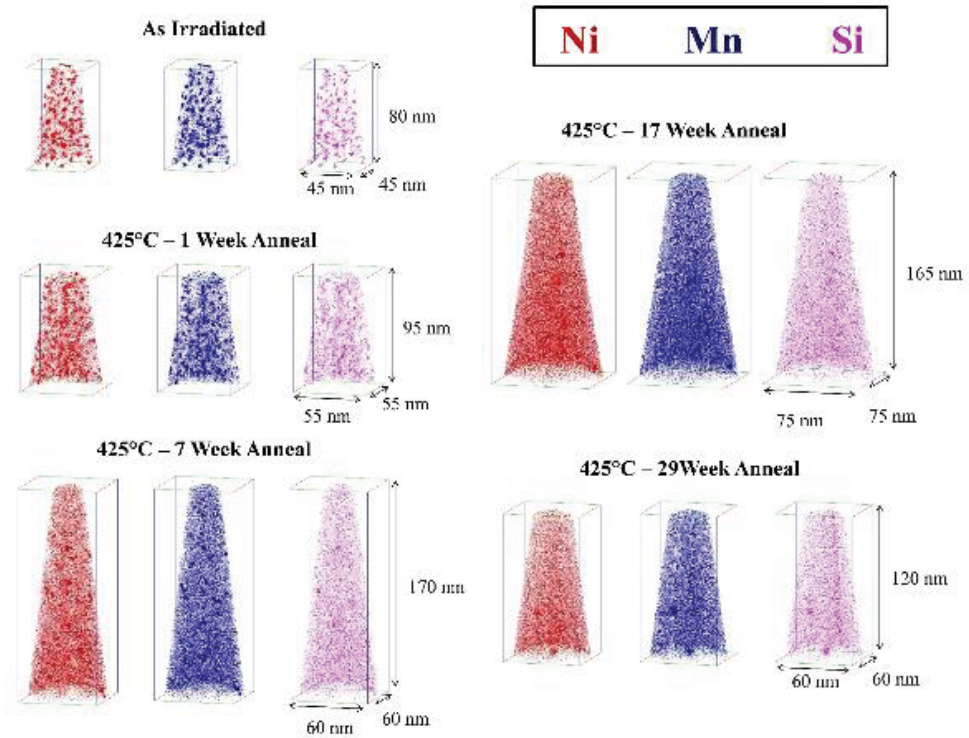 As Irradiated
Ni Mn Si
80 nm
45 nm
45 nm
425°C – 1 Week Anneal
95 nm
55 nm
55 nm
425°C – 7 Week Anneal
170 nm
60 nm
60 nm
425°C – 17 Week Anneal
165 nm
75 nm
75 nm
425°C – 29Week Anneal
120 nm
60 nm
60 nm